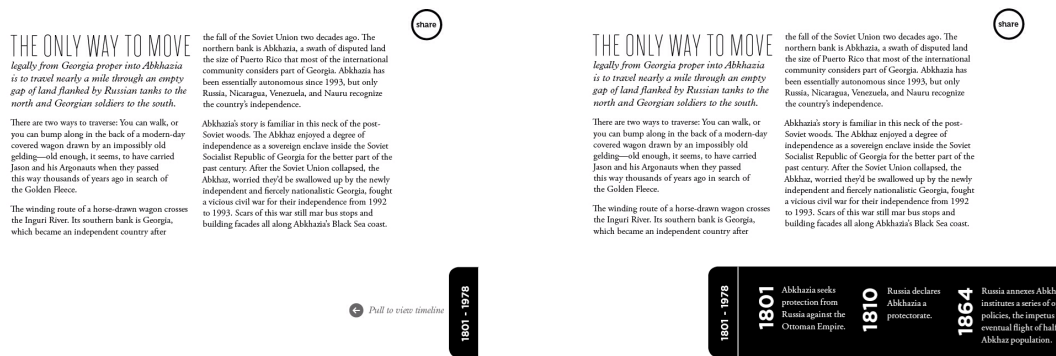 share
THE ONLY WAY TO MOVE
legally from Georgia proper into Abkhazia
is to travel nearly a mile through an empty
gap of land flanked by Russian tanks to the
north and Georgian soldiers to the south.
There are two ways to traverse: You can walk, or
you can bump along in the back of a modern-day
covered wagon drawn by an impossibly old
gelding—old enough, it seems, to have carried
Jason and his Argonauts when they passed
this way thousands of years ago in search of
the Golden Fleece.
The winding route of a horse-drawn wagon crosses
the Inguri River. Its southern bank is Georgia,
which became an independent country after
the fall of the Soviet Union two decades ago. The
northern bank is Abkhazia, a swath of disputed land
the size of Puerto Rico that most of the international
community considers part of Georgia. Abkhazia has
been essentially autonomous since 1993, but only
Russia, Nicaragua, Venezuela, and Nauru recognize
the country's independence.
Abkhazia's story is familiar in this neck of the post-
Soviet woods. The Abkhaz enjoyed a degree of
independence as a sovereign enclave inside the Soviet
Socialist Republic of Georgia for the better part of the
past century. After the Soviet Union collapsed, the
Abkhaz, worried they'd be swallowed up by the newly
independent and fiercely nationalistic Georgia, fought
a vicious civil war for their independence from 1992
to 1993. Scars of this war still mar bus stops and
building facades all along Abkhazia's Black Sea coast.
Pull to view timeline
1801 - 1978
share
THE ONLY WAY TO MOVE
legally from Georgia proper into Abkhazia
is to travel nearly a mile through an empty
gap of land flanked by Russian tanks to the
north and Georgian soldiers to the south.
There are two ways to traverse: You can walk, or
you can bump along in the back of a modern-day
covered wagon drawn by an impossibly old
gelding—old enough, it seems, to have carried
Jason and his Argonauts when they passed
this way thousands of years ago in search of
the Golden Fleece.
The winding route of a horse-drawn wagon crosses
the Inguri River. Its southern bank is Georgia,
which became an independent country after
the fall of the Soviet Union two decades ago. The
northern bank is Abkhazia, a swath of disputed land
the size of Puerto Rico that most of the international
community considers part of Georgia. Abkhazia has
been essentially autonomous since 1993, but only
Russia, Nicaragua, Venezuela, and Nauru recognize
the country's independence.
Abkhazia's story is familiar in this neck of the post-
Soviet woods. The Abkhaz enjoyed a degree of
independence as a sovereign enclave inside the Soviet
Socialist Republic of Georgia for the better part of the
past century. After the Soviet Union collapsed, the
Abkhaz, worried they'd be swallowed up by the newly
independent and fiercely nationalistic Georgia, fought
a vicious civil war for their independence from 1992
to 1993. Scars of this war still mar bus stops and
building facades all along Abkhazia's Black Sea coast.
1801 - 1978
1801
Abkhazia seeks
protection from
Russia against the
Ottoman Empire.
1810
Russia declares
Abkhazia a
protectorate.
1864
Russia annexes Abkh
institutes a series of o
policies, the impetus
eventual flight of half
Abkhaz population.